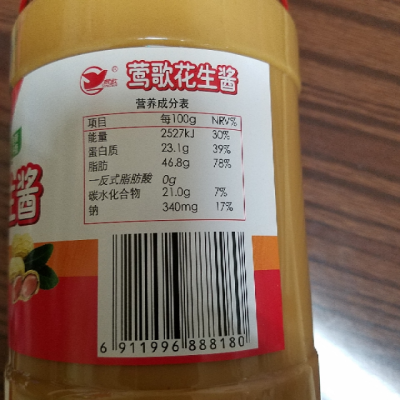 莺歌花生酱
®
营养成分表
项目 每100g NRV%
能量 2527kJ 30%
蛋白质 23.1g 39%
脂肪 46.8g 78%
—反式脂肪酸 0g
碳水化合物 21.0g 7%
钠 340mg 17%
生酱
6 911996 888180